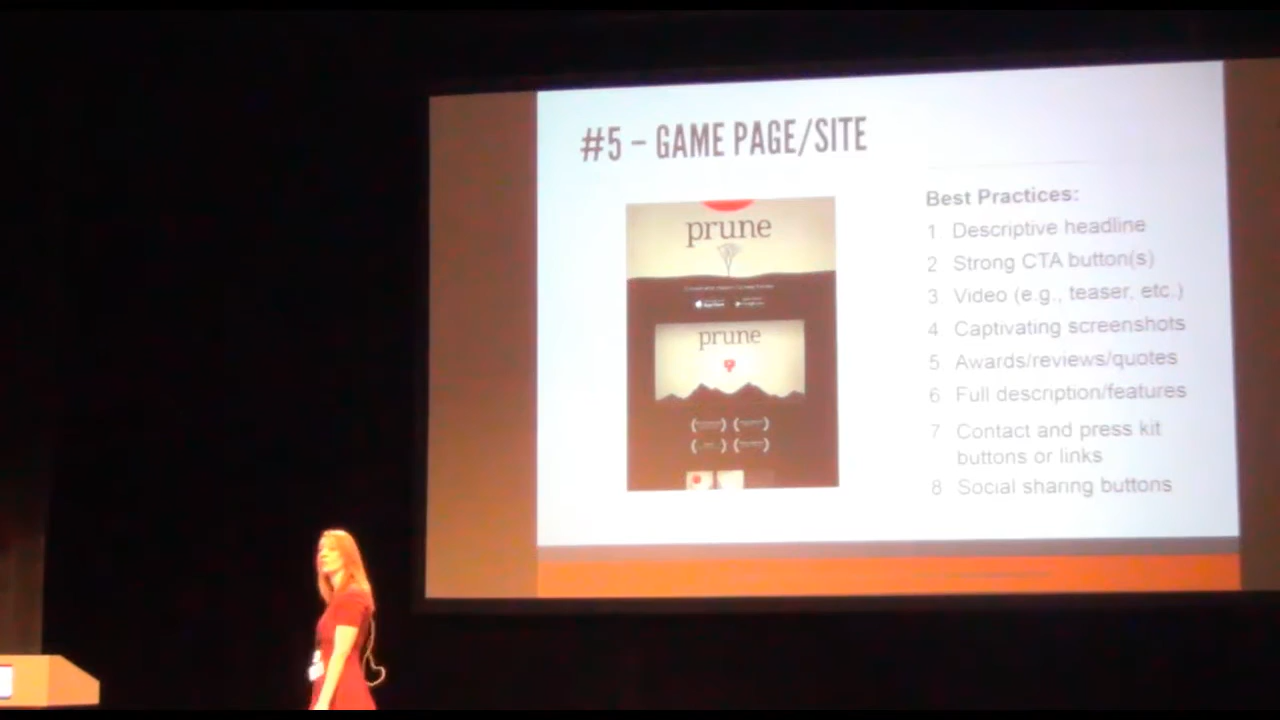 #5 – GAME PAGE/SITE
prune
prune
Best Practices:
1 Descriptive headline
2 Strong CTA button(s)
3 Video (e.g., teaser, etc.)
4 Captivating screenshots
5 Awards/reviews/quotes
6 Full description/features
7 Contact and press kit
buttons or links
8 Social sharing buttons